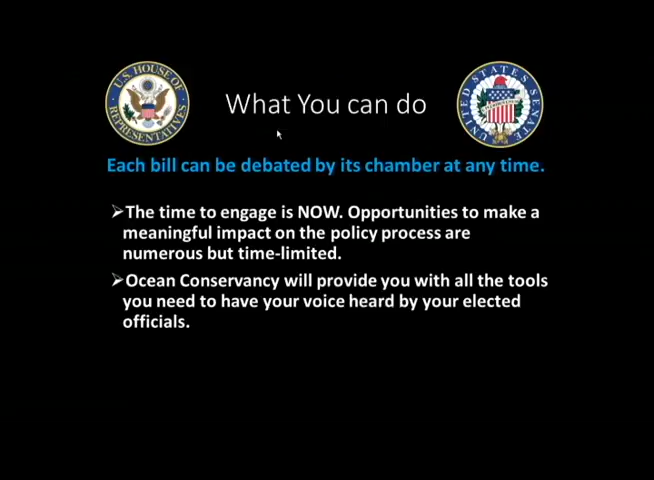 U.S. HOUSE OF
REPRESENTATIVES
What You can do
UNITED STATES SENATE
Each bill can be debated by its chamber at any time.
➢The time to engage is NOW. Opportunities to make a
meaningful impact on the policy process are
numerous but time-limited.
➢Ocean Conservancy will provide you with all the tools
you need to have your voice heard by your elected
officials.